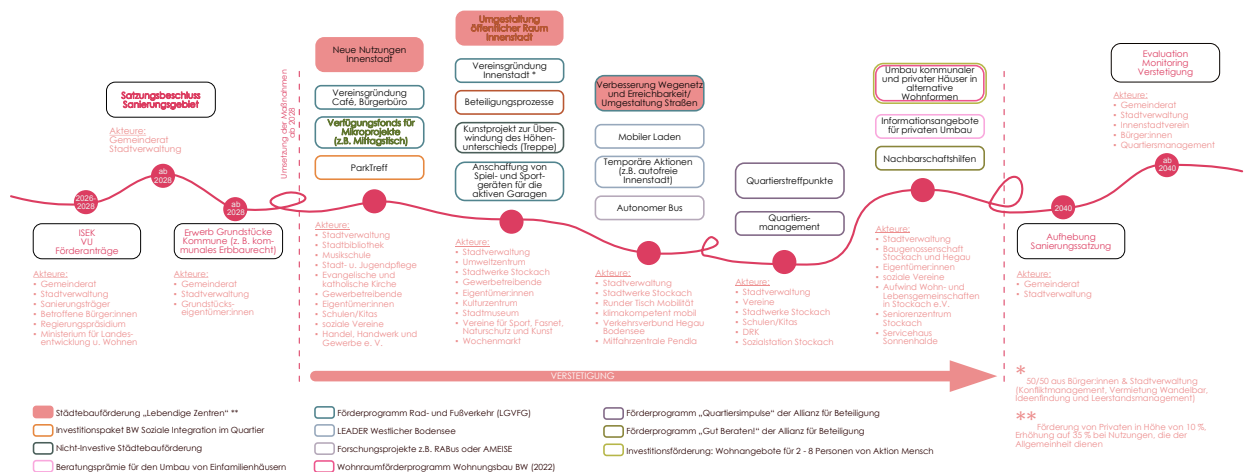 2026-
2028
ISEK
VU
Förderanträge
Akteure:
• Gemeinderat
• Stadtverwaltung
• Sanierungsträger
• Betroffene Bürger:innen
• Regierungspräsidium
• Ministerium für Landes-
entwicklung u. Wohnen
Satzungsbeschluss
Sanierungsgebiet
Akteure:
Gemeinderat
Stadtverwaltung
ab
2028
ab
2028
Erwerb Grundstücke
Kommune (z. B. kom-
munales Erbbaurecht)
Akteure:
• Gemeinderat
• Stadtverwaltung
• Grundstücks-
eigentümer:innen
Umsetzung der Maßnahmen
ab 2028
Neue Nutzungen
Innenstadt
Vereinsgründung
Café, Bürgerbüro
Verfügungsfonds für
Mikroprojekte
(z.B. Mittagstisch)
ParkTreff
Akteure:
• Stadtverwaltung
• Stadtbibliothek
• Musikschule
• Stadt- u. Jugendpflege
• Evangelische und
katholische Kirche
• Gewerbetreibende
• Eigentümer:innen
• Schulen/Kitas
• soziale Vereine
• Handel, Handwerk und
Gewerbe e. V.
Umgestaltung
öffentlicher Raum
Innenstadt
Vereinsgründung
Innenstadt *
Beteiligungsprozesse
Kunstprojekt zur Über-
windung des Höhen-
unterschieds (Treppe)
Anschaffung von
Spiel- und Sport-
geräten für die
aktiven Garagen
Akteure:
• Stadtverwaltung
• Umweltzentrum
• Stadtwerke Stockach
• Gewerbetreibende
• Eigentümer:innen
• Kulturzentrum
• Stadtmuseum
• Vereine für Sport, Fasnet,
Naturschutz und Kunst
• Wochenmarkt
Verbesserung Wegenetz
und Erreichbarkeit/
Umgestaltung Straßen
Mobiler Laden
Temporäre Aktionen
(z.B. autofreie
Innenstadt)
Autonomer Bus
Akteure:
• Stadtverwaltung
• Stadtwerke Stockach
• Runder Tisch Mobilität
• klimakompetent mobil
• Verkehrsverbund Hegau
Bodensee
• Mitfahrzentrale Pendla
Quartierstreffpunkte
Quartiers-
management
Akteure:
• Stadtverwaltung
• Vereine
• Stadtwerke Stockach
• Schulen/Kitas
• DRK
• Sozialstation Stockach
Umbau kommunaler
und privater Häuser in
alternative
Wohnformen
Informationsangebote
für privaten Umbau
Nachbarschaftshilfen
Akteure:
• Stadtverwaltung
• Baugenossenschaft
Stockach und Hegau
• Eigentümer:innen
• soziale Vereine
• Aufwind Wohn- und
Lebensgemeinschaften
in Stockach e.V.
• Seniorenzentrum
Stockach
• Servicehaus
Sonnenhalde
2040
Aufhebung
Sanierungssatzung
Akteure:
• Gemeinderat
• Stadtverwaltung
Evaluation
Monitoring
Verstetigung
Akteure:
• Gemeinderat
• Stadtverwaltung
• Innenstadtverein
• Bürger:innen
• Quartiersmanagement
ab
2040
VERSTETIGUNG
*
50/50 aus Bürger:innen & Stadtverwaltung
(Konfliktmanagement, Vermietung Wandelbar,
Ideenfindung und Leerstandsmanagement)
**
Förderung von Privaten in Höhe von 10 %,
Erhöhung auf 35 % bei Nutzungen, die der
Allgemeinheit dienen
Städtebauförderung „Lebendige Zentren" **
Investitionspaket BW Soziale Integration im Quartier
Nicht-Investive Städtebauförderung
Beratungsprämie für den Umbau von Einfamilienhäusern
Förderprogramm Rad- und Fußverkehr (LGVFG)
LEADER Westlicher Bodensee
Forschungsprojekte z.B. RABus oder AMEISE
Wohnraumförderprogramm Wohnungsbau BW (2022)
Förderprogramm „Quartiersimpulse" der Allianz für Beteiligung
Förderprogramm „Gut Beraten!" der Allianz für Beteiligung
Investitionsförderung: Wohnangebote für 2 - 8 Personen von Aktion Mensch